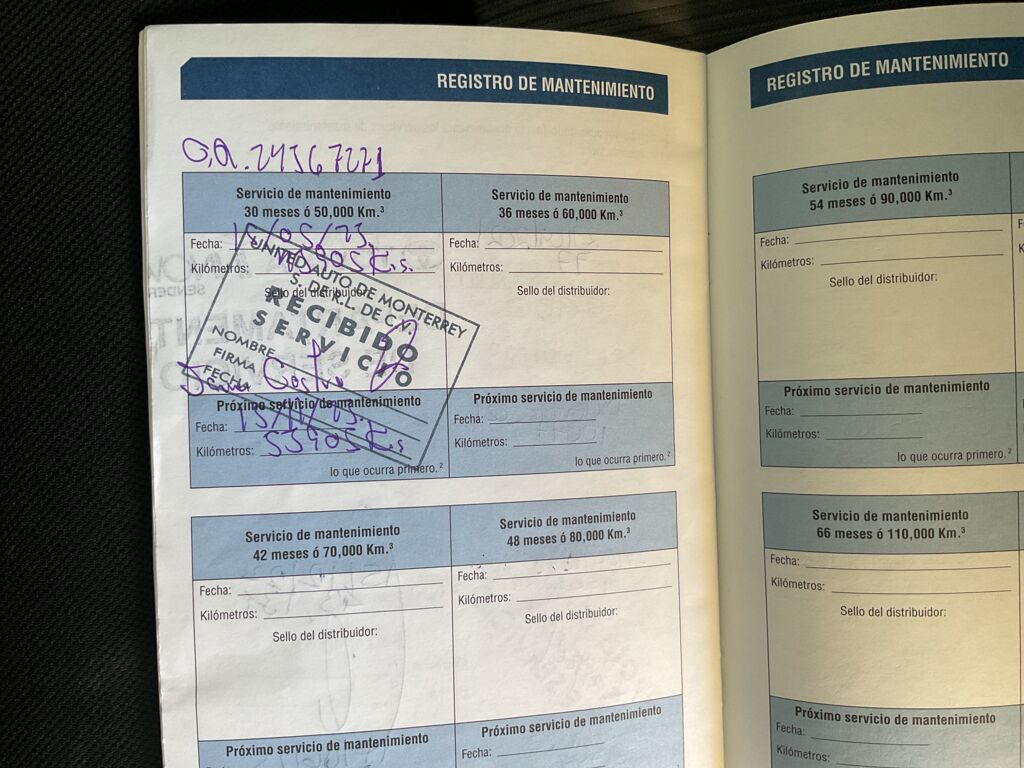 REGISTRO DE MANTENIMIENTO
Servicio de mantenimiento
30 meses ó 50,000 Km.³
Fecha: /05/23.
Kilómetros:
Sello del distribuidor:
UNITED AUTO DE MONTERREY
S. DE R.L. DE C.V.
RECIBIDO
SERVICIO
NOMBRE
FIRMA
FECHA
Próximo servicio de mantenimiento
Fecha:
Kilómetros: 55905
lo que ocurra primero.²
Servicio de mantenimiento
36 meses ó 60,000 Km.³
Fecha:
Kilómetros:
Sello del distribuidor:
Próximo servicio de mantenimiento
Fecha:
Kilómetros:
lo que ocurra primero.²
Servicio de mantenimiento
42 meses ó 70,000 Km.³
Fecha:
Kilómetros:
Sello del distribuidor:
Próximo servicio de mantenimiento
Servicio de mantenimiento
48 meses ó 80,000 Km.³
Fecha:
Kilómetros:
Sello del distribuidor:
Próximo servicio de mantenimiento
Fecha:
REGISTRO DE MANTENIMIENTO
Servicio de mantenimiento
54 meses ó 90,000 Km.³
Fecha:
Kilómetros:
Sello del distribuidor:
Próximo servicio de mantenimiento
Fecha:
Kilómetros:
lo que ocurra primero.²
Servicio de mantenimiento
66 meses ó 110,000 Km.³
Fecha:
Kilómetros:
Sello del distribuidor:
Próximo servicio de mantenimiento
Fecha:
Kilómetros: